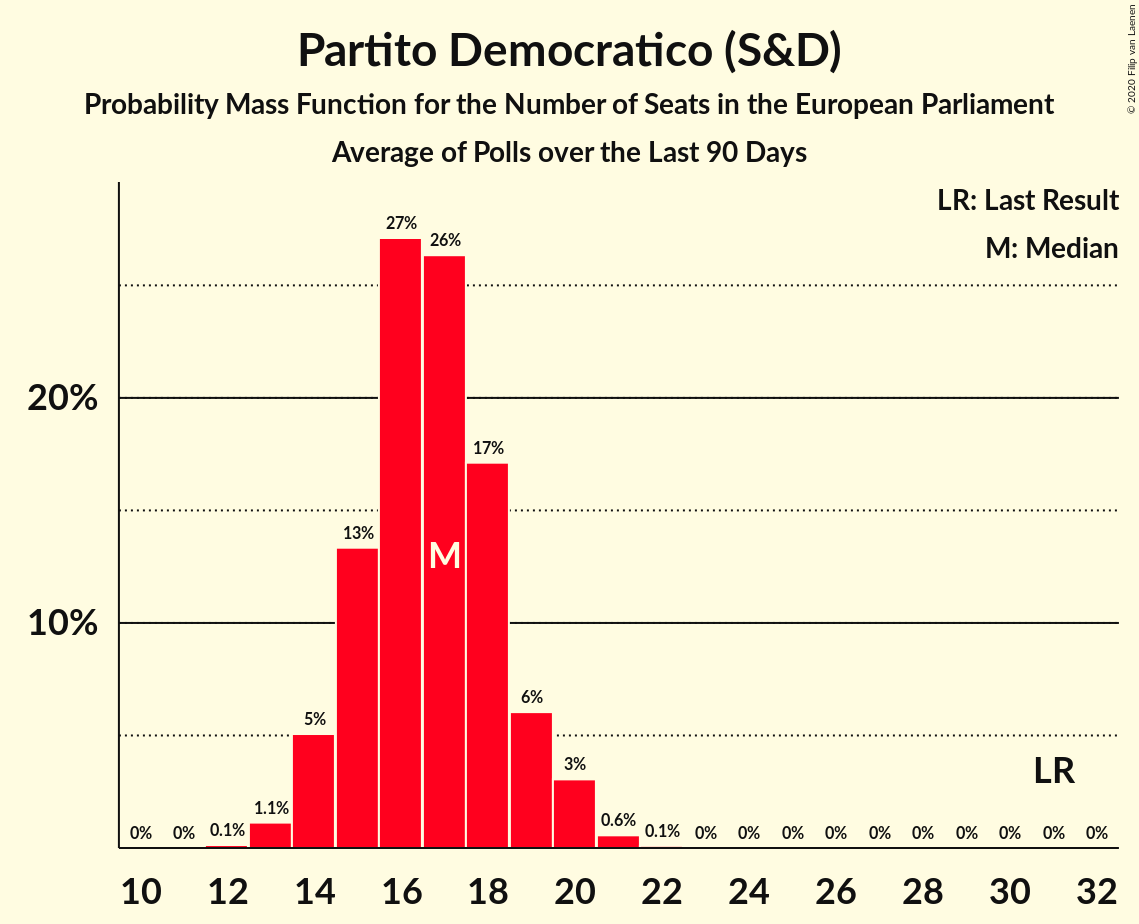 Partito Democratico (S&D)
Probability Mass Function for the Number of Seats in the European Parliament
Average of Polls over the Last 90 Days
© 2020 Filip van Laenen
LR: Last Result
M: Median
27%
26%
20%
17%
13%
M
10%
6%
5%
3%
LR
1.1%
0.6%
0% 0% 0.1% 0.1% 0% 0% 0% 0% 0% 0% 0% 0% 0% 0%
10 12 14 16 18 20 22 24 26 28 30 32